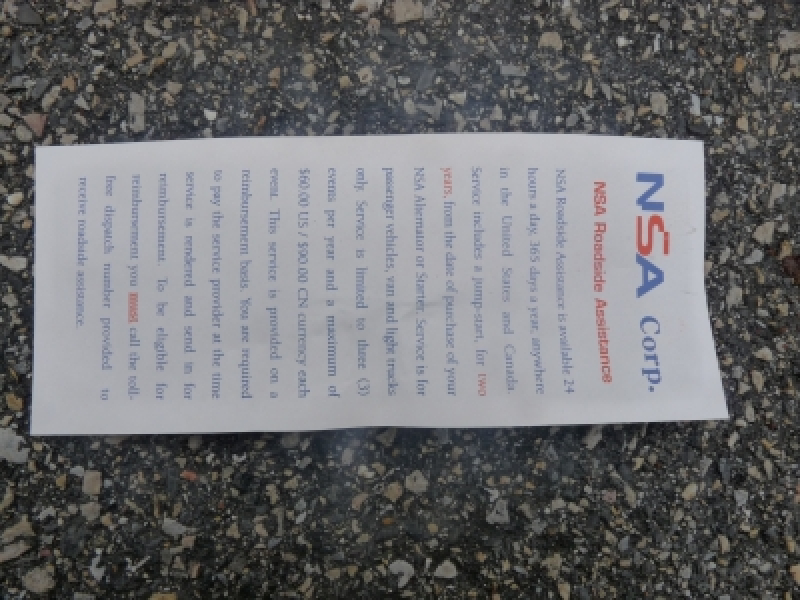 NSA Corp.
NSA Roadside Assistance
NSA Roadside Assistance is available 24
hours a day, 365 days a year, anywhere
in the United States and Canada.
Service includes a jump-start, for two
years, from the date of purchase of your
NSA Alternator or Starter. Service is for
passenger vehicles, van and light trucks
only. Service is limited to three (3)
events per year and a maximum of
$60.00 US / $90.00 CN currency each
event. This service is provided on a
reimbursement basis. You are required
to pay the service provider at the time
service is rendered and send in for
reimbursement. To be eligible for
reimbursement you must call the toll-
free dispatch number provided to
receive roadside assistance.